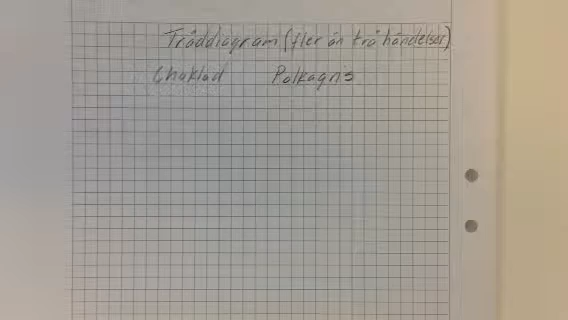 Träddiagram (fler än två händelser)
Choklad Polkagris